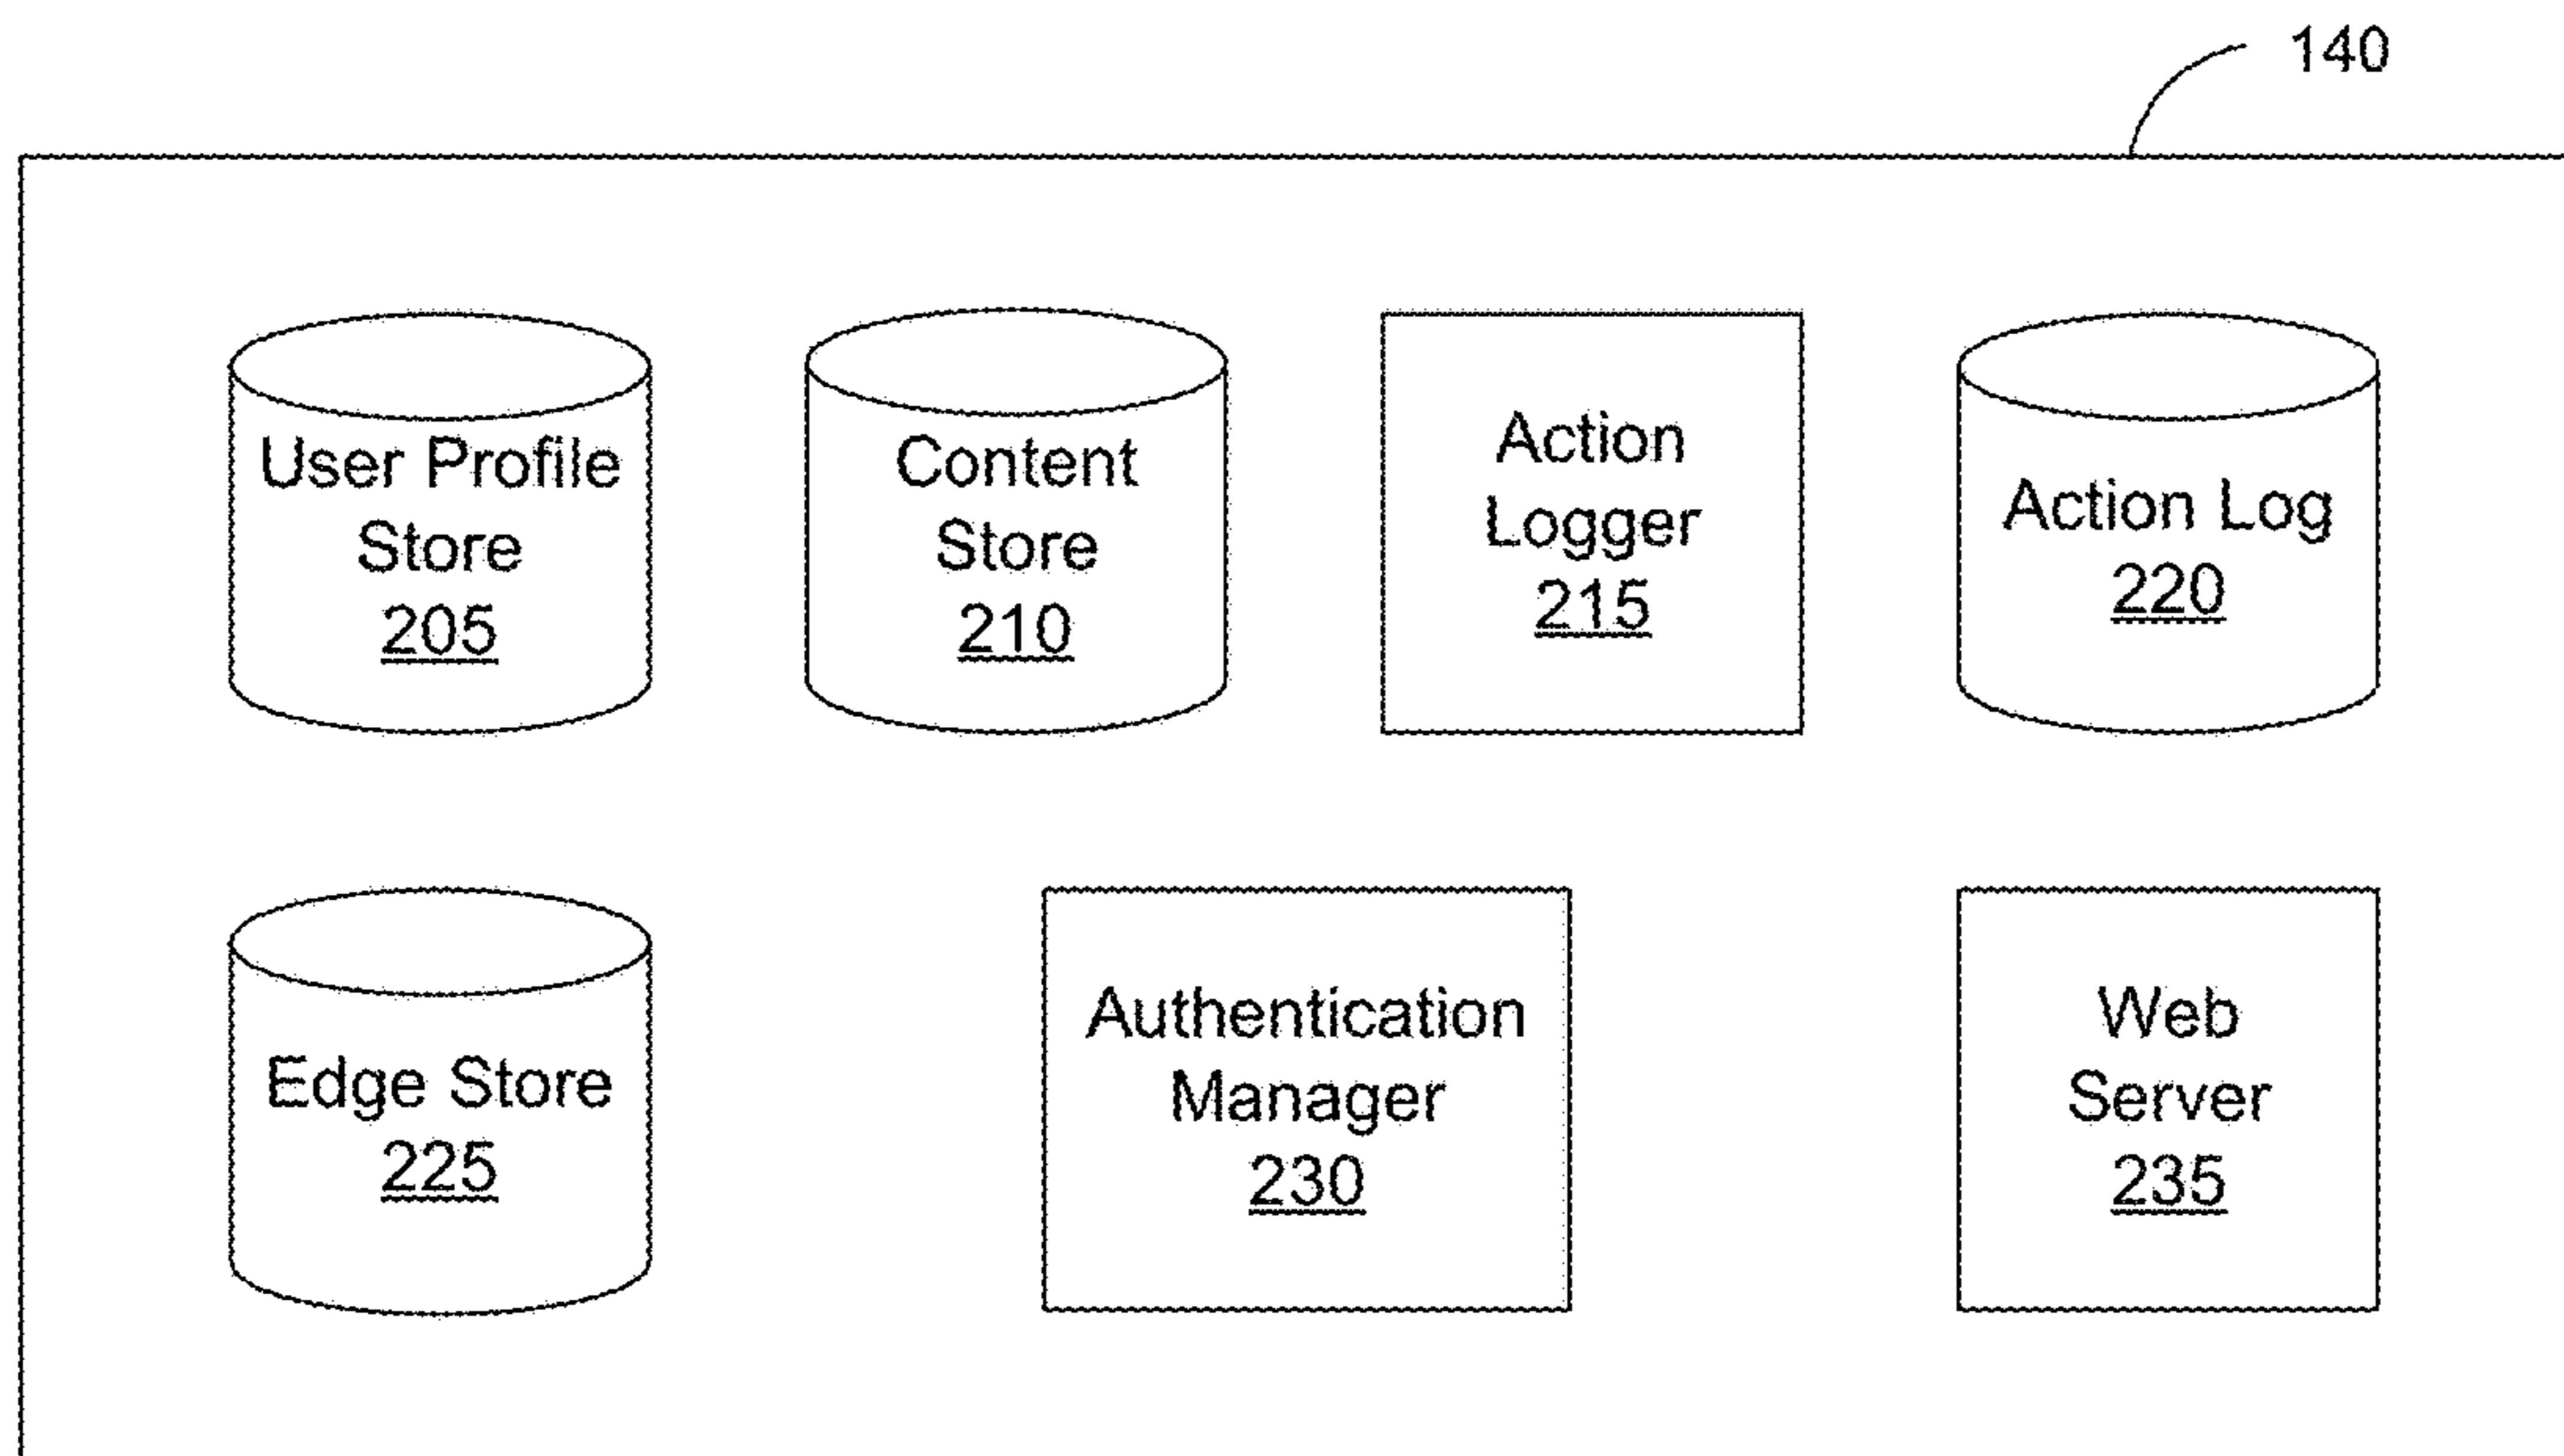 140
User Profile
Store
205
Content
Store
210
Action
Logger
215
Action Log
220
Edge Store
225
Authentication
Manager
230
Web
Server
235